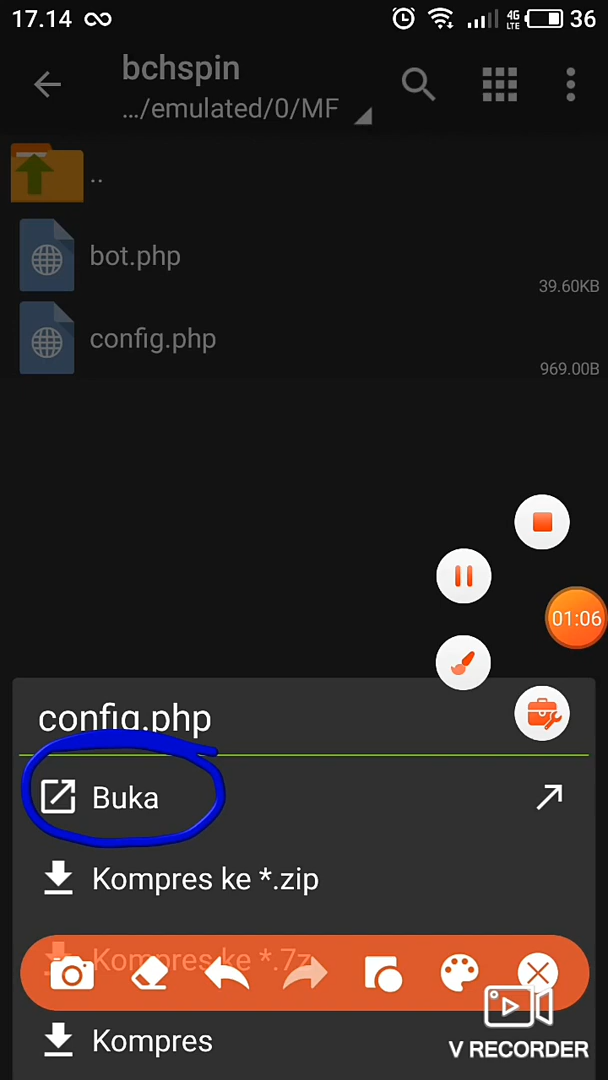 17.14
4G
LTE
36
bchspin
.../emulated/0/MF
..
bot.php
39.60KB
config.php
969.00B
01:06
config.php
Buka
Kompres ke *.zip
Kompres ke *.7z
Kompres
V RECORDER